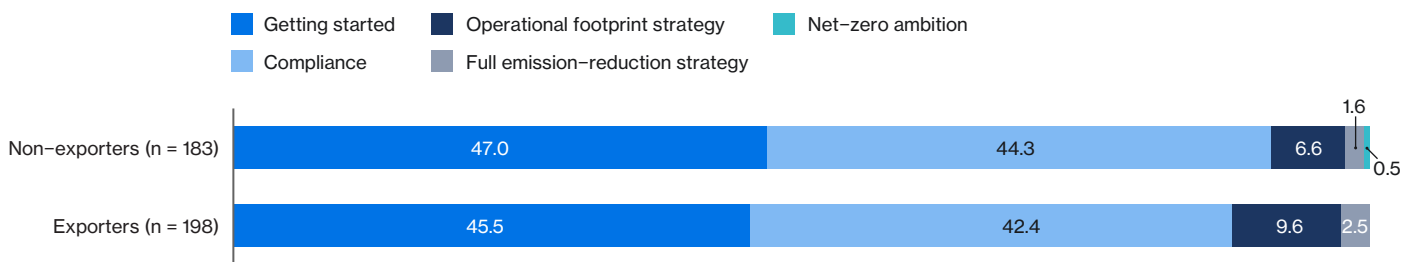 Getting started Operational footprint strategy Net–zero ambition
Compliance Full emission–reduction strategy
1.6
Non–exporters (n = 183) 47.0 44.3 6.6
0.5
Exporters (n = 198) 45.5 42.4 9.6 2.5